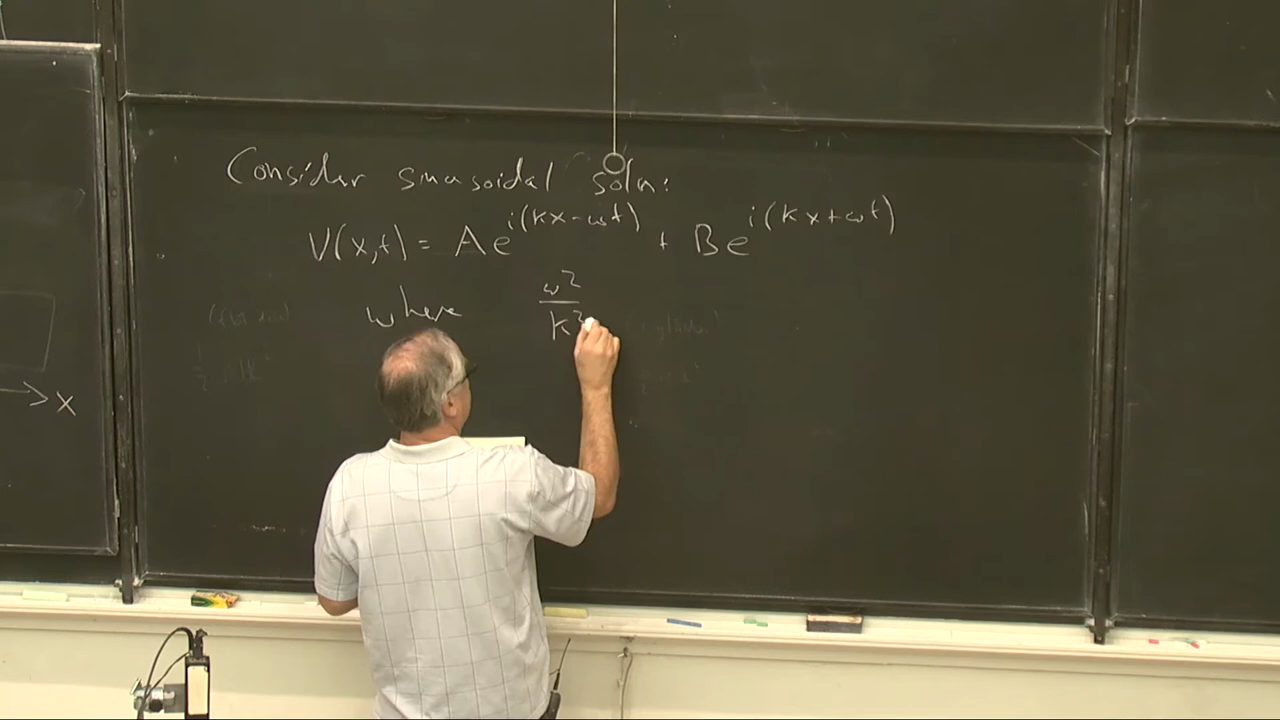 Consider sinusoidal soln:
V(x,t) = Ae^{i(kx-ωt)} + Be^{i(kx+ωt)}
where ω²/k²
x